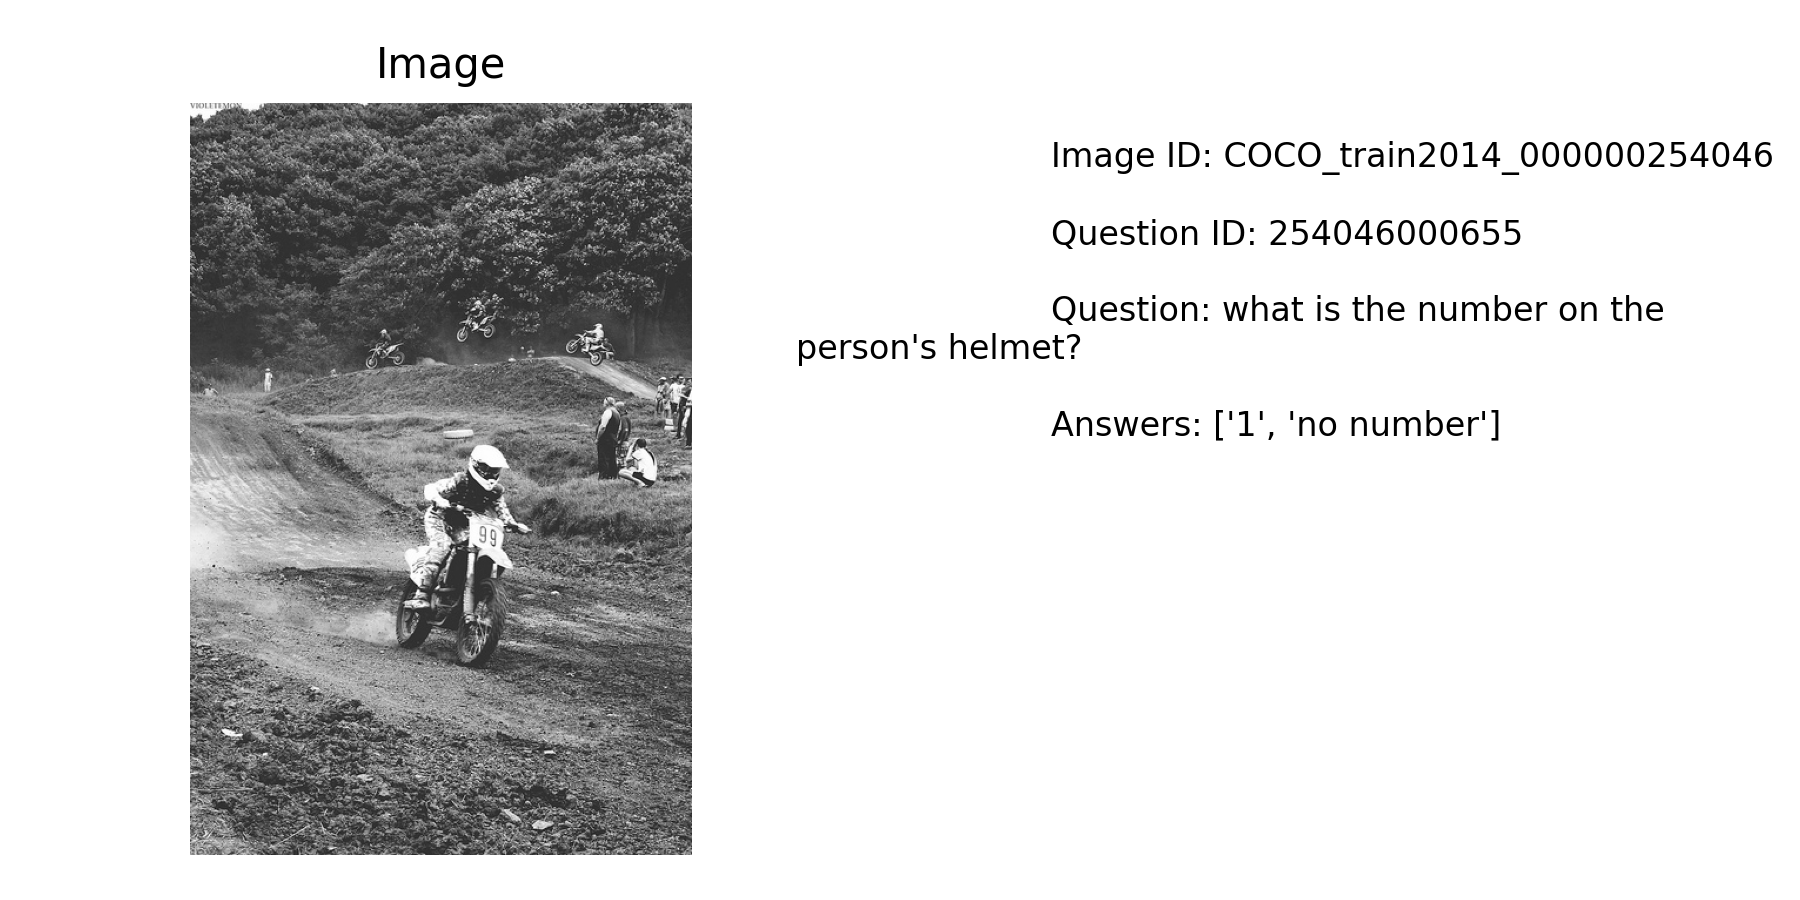 Image
VIOLETEMON
Image ID: COCO_train2014_000000254046
Question ID: 254046000655
Question: what is the number on the
person's helmet?
Answers: ['1', 'no number']
99